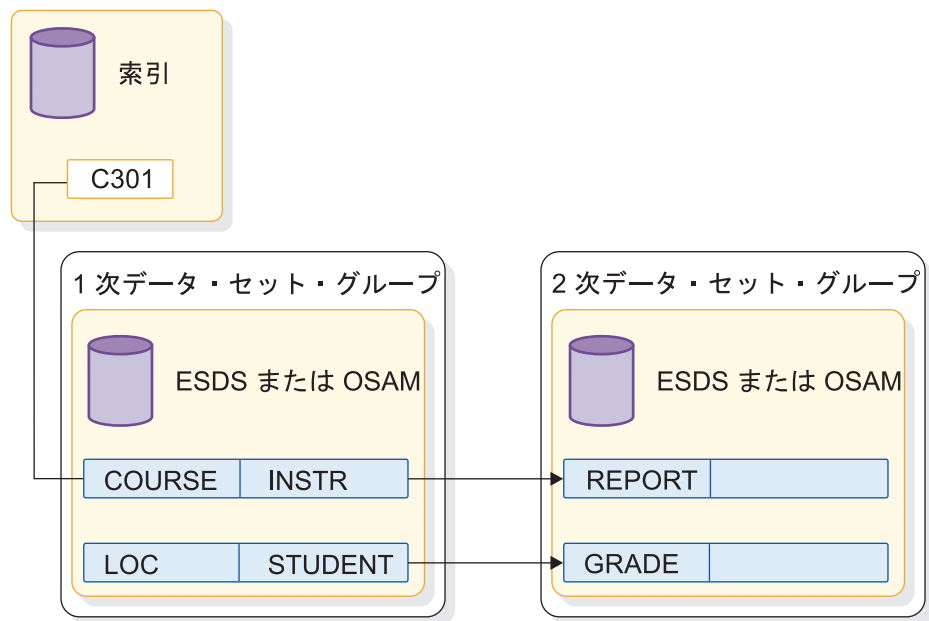 索引
C301
1 次データ・セット・グループ
ESDS または OSAM
COURSE INSTR
LOC STUDENT
2 次データ・セット・グループ
ESDS または OSAM
REPORT
GRADE